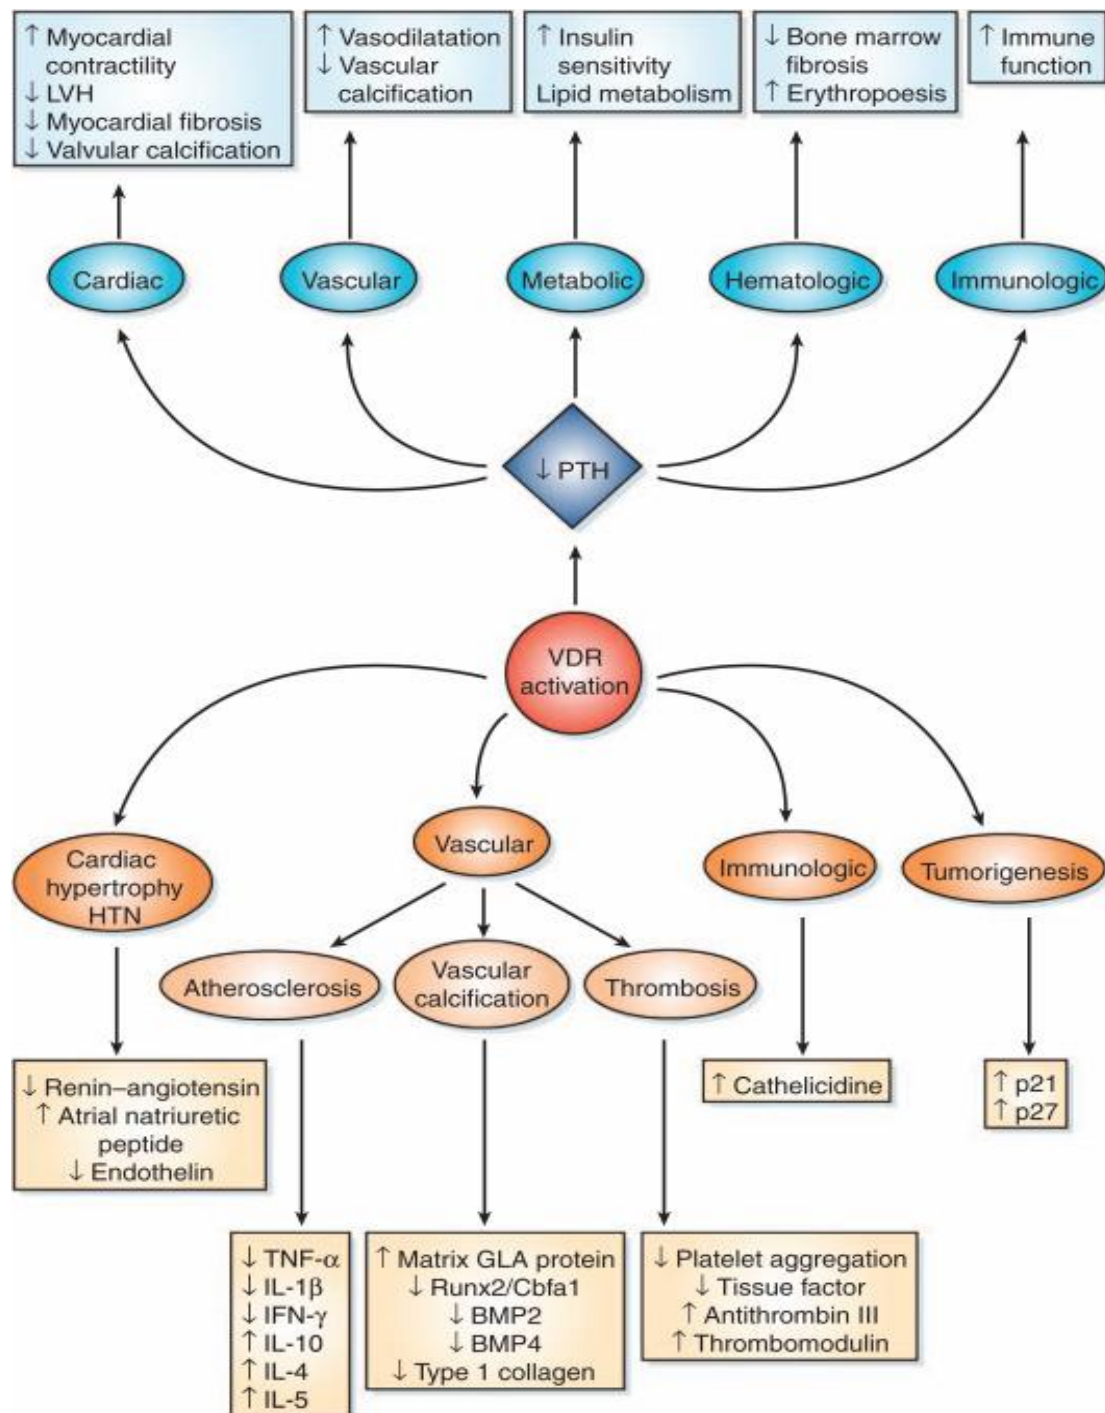 ↑ Myocardial
contractility
↓ LVH
↓ Myocardial fibrosis
↓ Valvular calcification
↑ Vasodilatation
↓ Vascular
calcification
↑ Insulin
sensitivity
Lipid metabolism
↓ Bone marrow
fibrosis
↑ Erythropoesis
↑ Immune
function
Cardiac
Vascular
Metabolic
Hematologic
Immunologic
↓ PTH
VDR
activation
Cardiac
hypertrophy
HTN
Vascular
Immunologic
Tumorigenesis
Atherosclerosis
Vascular
calcification
Thrombosis
↓ Renin–angiotensin
↑ Atrial natriuretic
peptide
↓ Endothelin
↑ Cathelicidine
↑ p21
↑ p27
↓ TNF-α
↓ IL-1β
↓ IFN-γ
↑ IL-10
↑ IL-4
↑ IL-5
↑ Matrix GLA protein
↓ Runx2/Cbfa1
↓ BMP2
↓ BMP4
↓ Type 1 collagen
↓ Platelet aggregation
↓ Tissue factor
↑ Antithrombin III
↑ Thrombomodulin